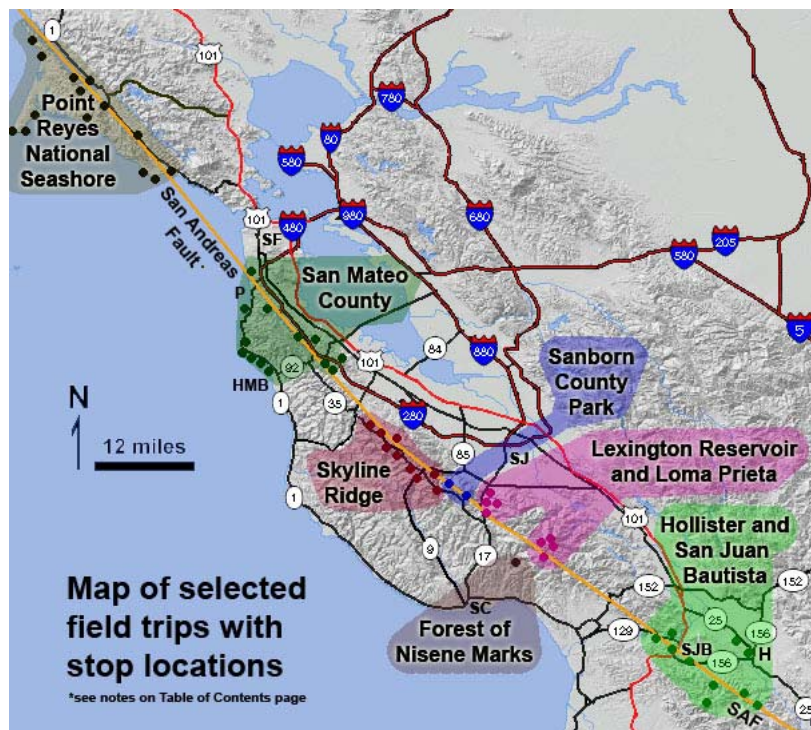 1
101
Point
Reyes
National
Seashore
780
80
580
680
101
480
980
SF
205
580
5
San Andreas
Fault
San Mateo
County
P
84
880
101
92
HMB
35
1
280
Sanborn
County
Park
N
12 miles
85
SJ
Lexington Reservoir
and Loma Prieta
Skyline
Ridge
1
101
Hollister and
San Juan
Bautista
9
17
152
152
Map of selected
field trips with
stop locations
*see notes on Table of Contents page
SC
Forest of
Nisene Marks
129
25
156
SJB
156
H
SAF
25